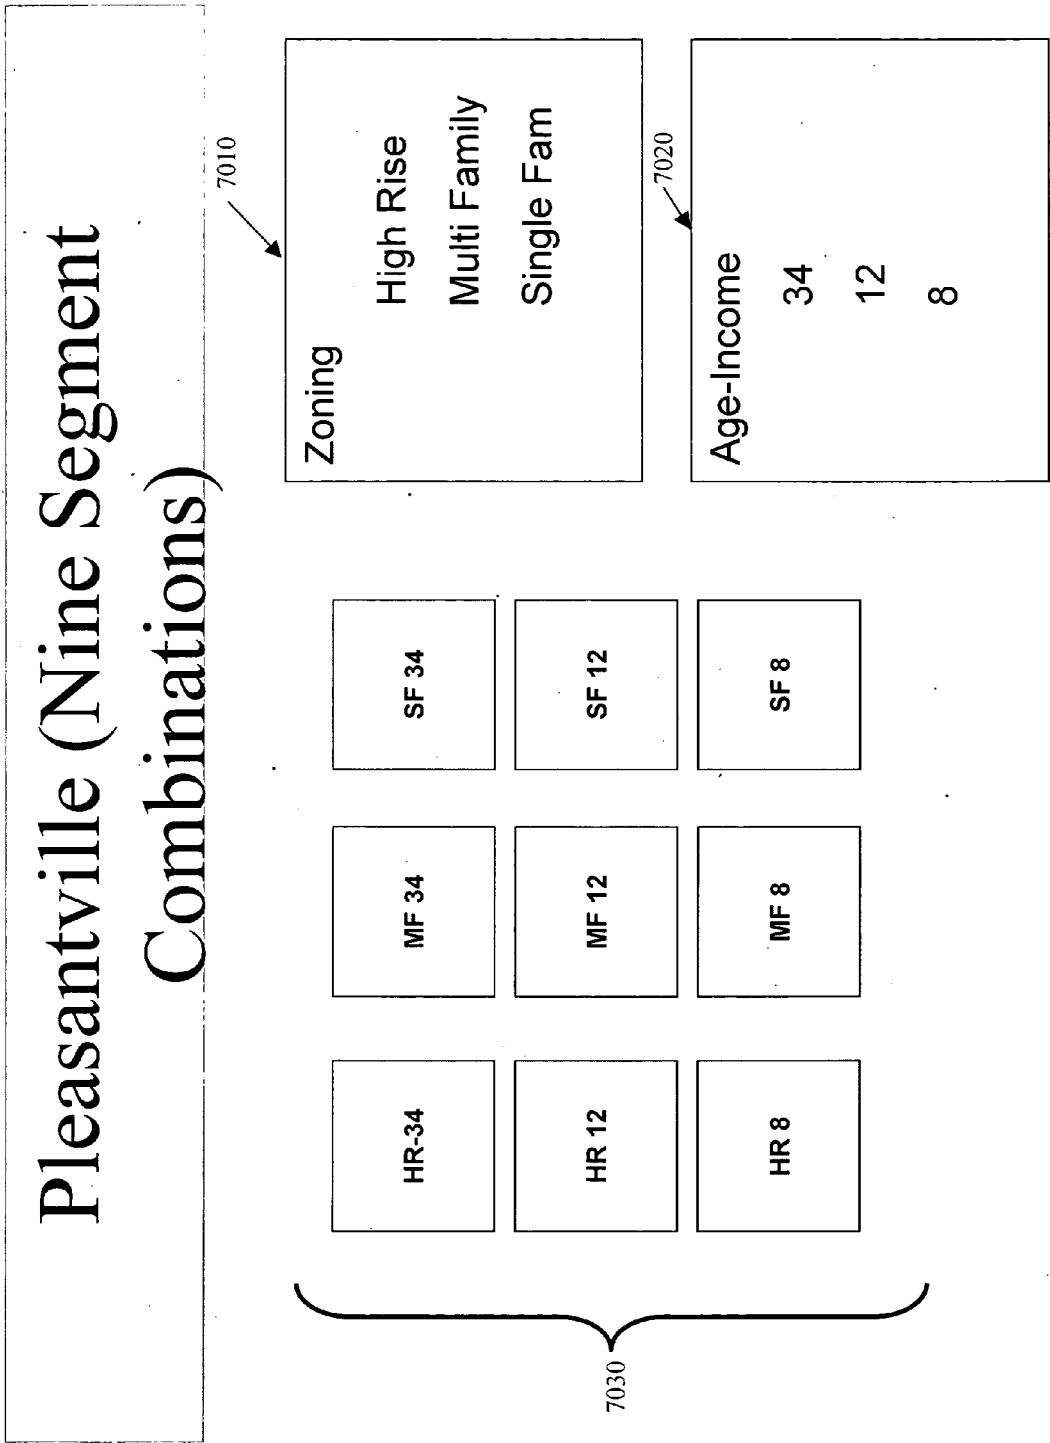 Pleasantville (Nine Segment
Combinations)
7030
HR-34
MF 34
SF 34
HR 12
MF 12
SF 12
HR 8
MF 8
SF 8
7010
Zoning
High Rise
Multi Family
Single Fam
7020
Age-Income
34
12
8